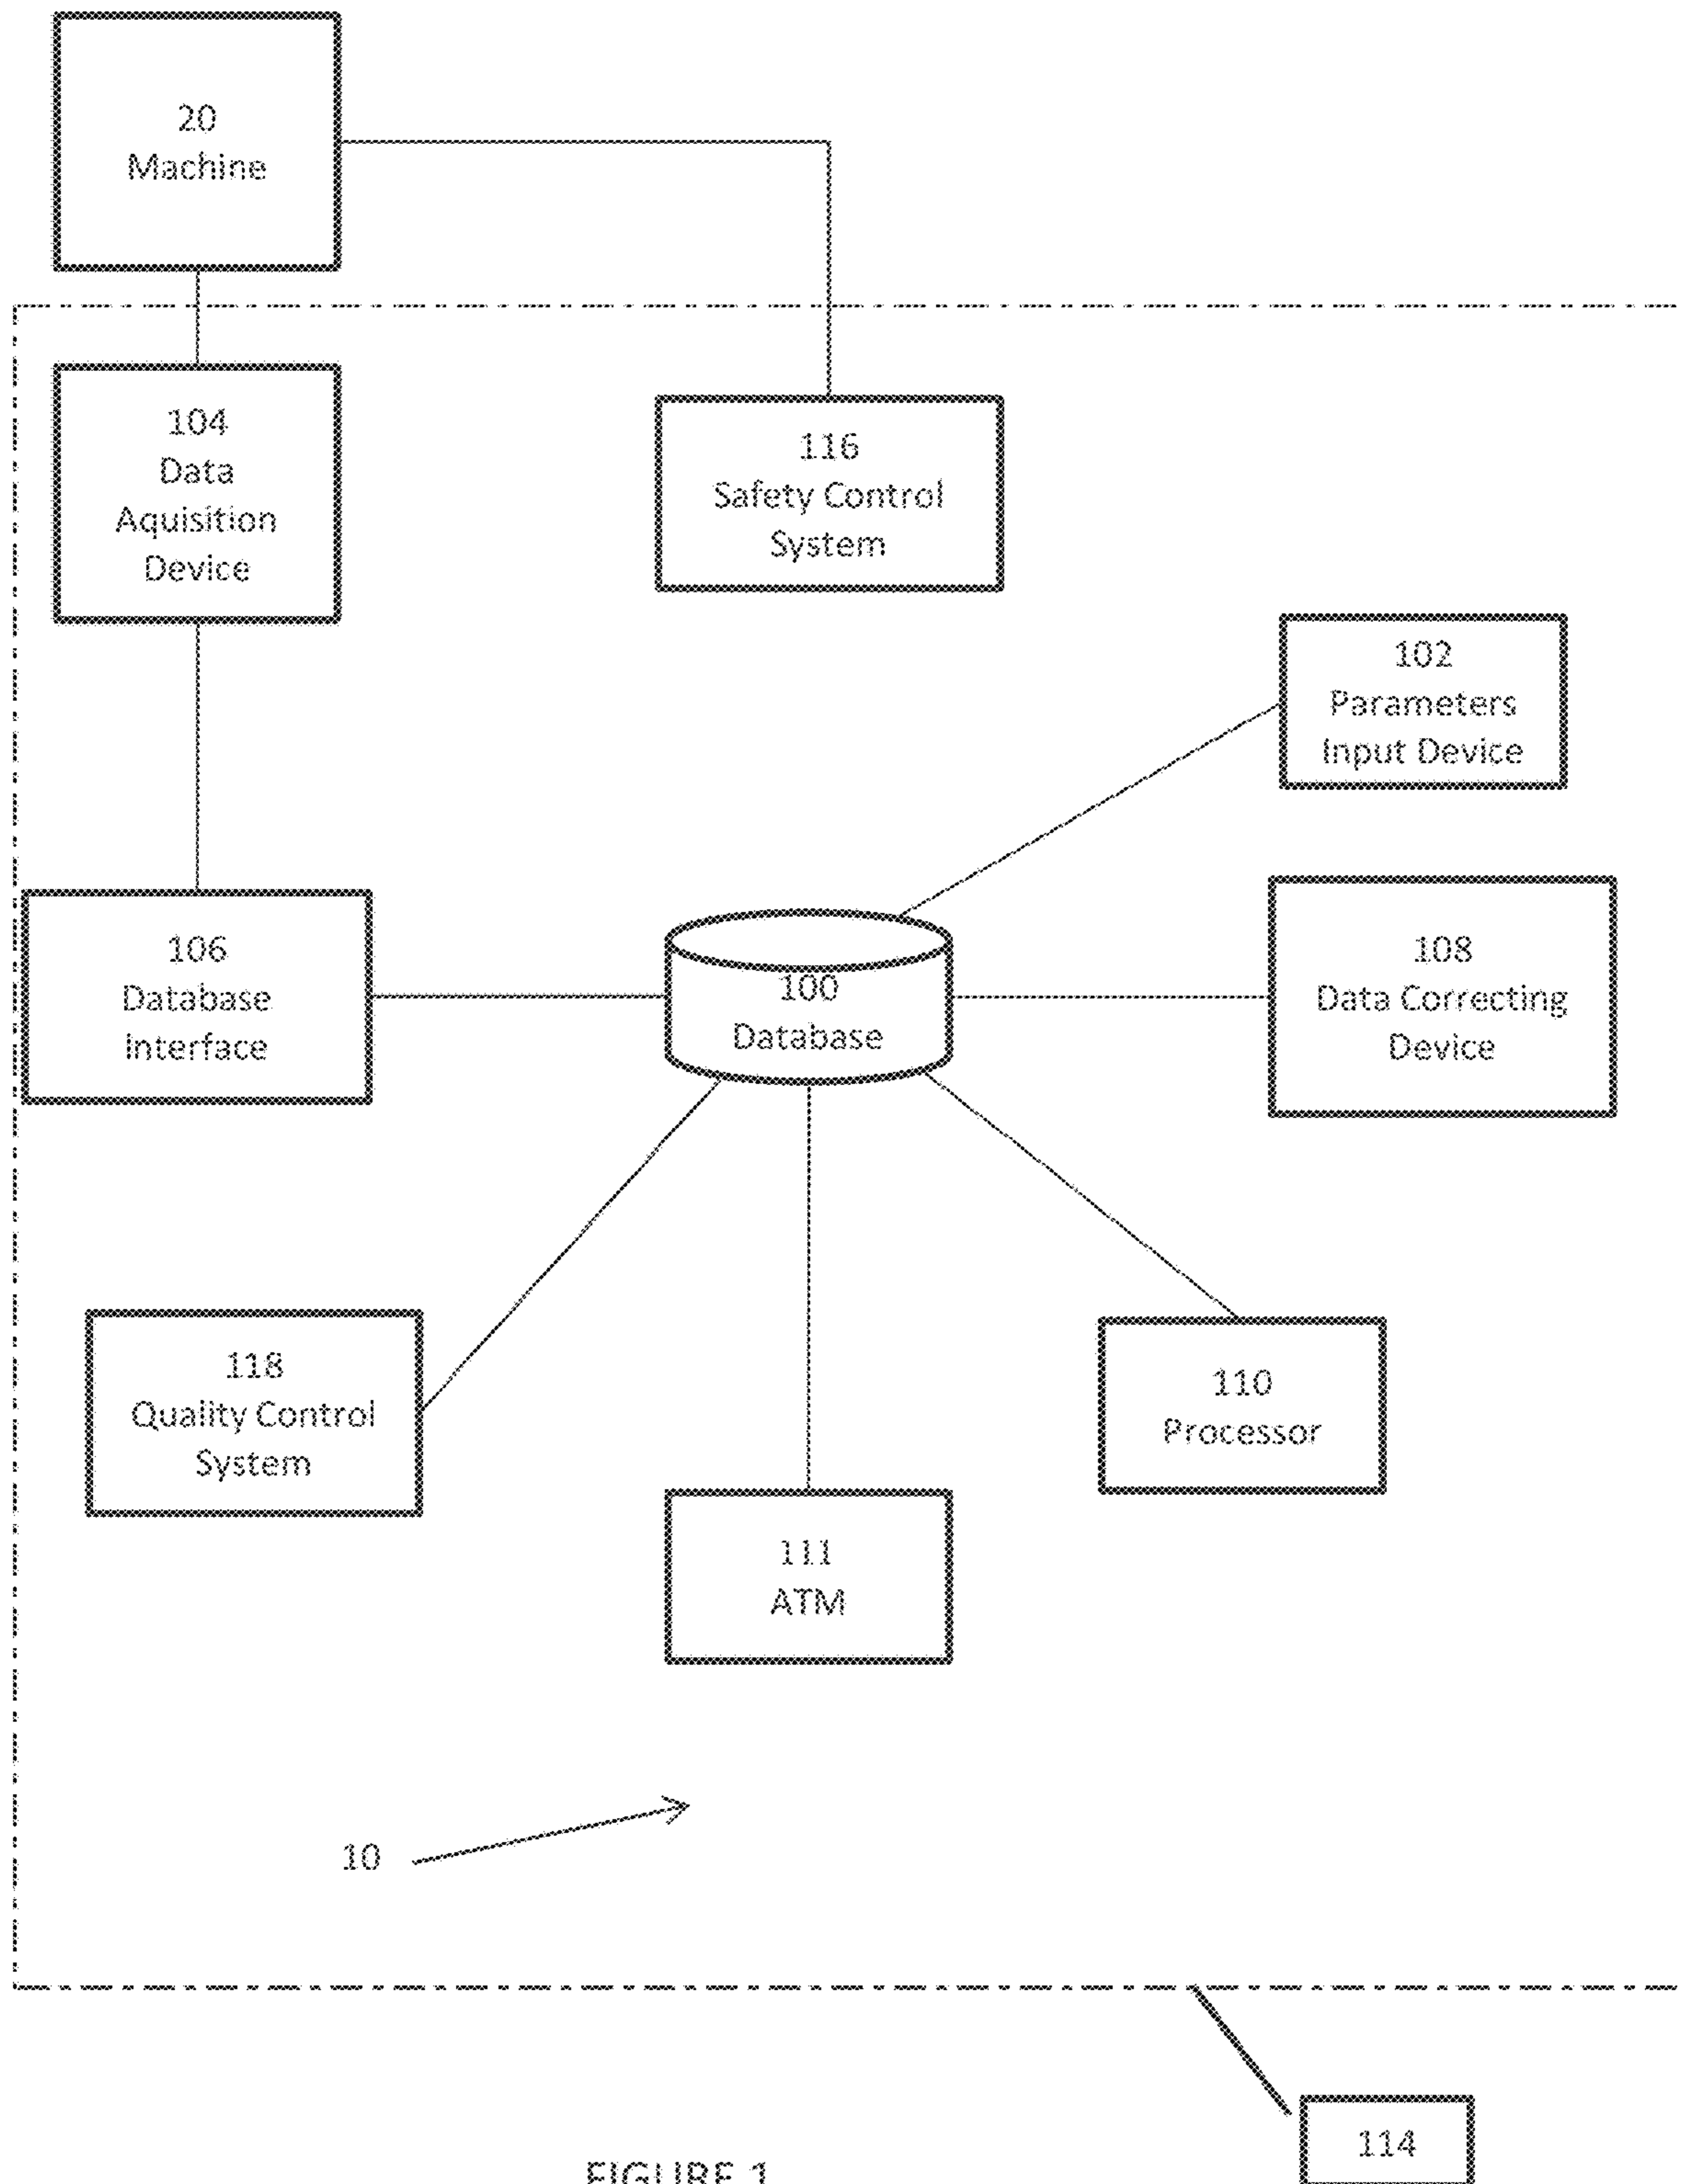 20
Machine
104
Data
Aquisition
Device
116
Safety Control
System
102
Parameters
Input Device
106
Database
Interface
100
Database
108
Data Correcting
Device
118
Quality Control
System
110
Processor
111
ATM
10
114
FIGURE 1